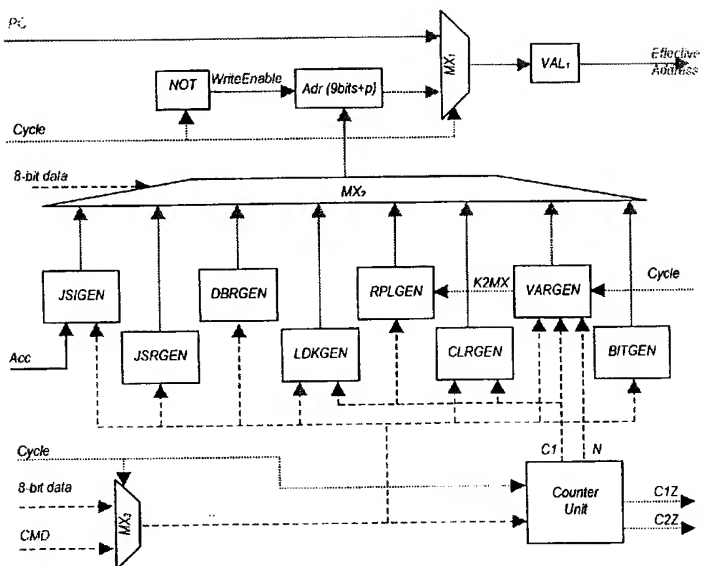 PC
MX₁
VAL₁
Effective
Address
NOT
WriteEnable
Adr (9bits+p)
Cycle
8-bit data
MX₂
JSIGEN
DBRGEN
RPLGEN
K2MX
VARGEN
Cycle
JSRGEN
LDKGEN
CLRGEN
BITGEN
Acc
Cycle
C1
N
8-bit data
MX₃
CMD
Counter
Unit
C1Z
C2Z